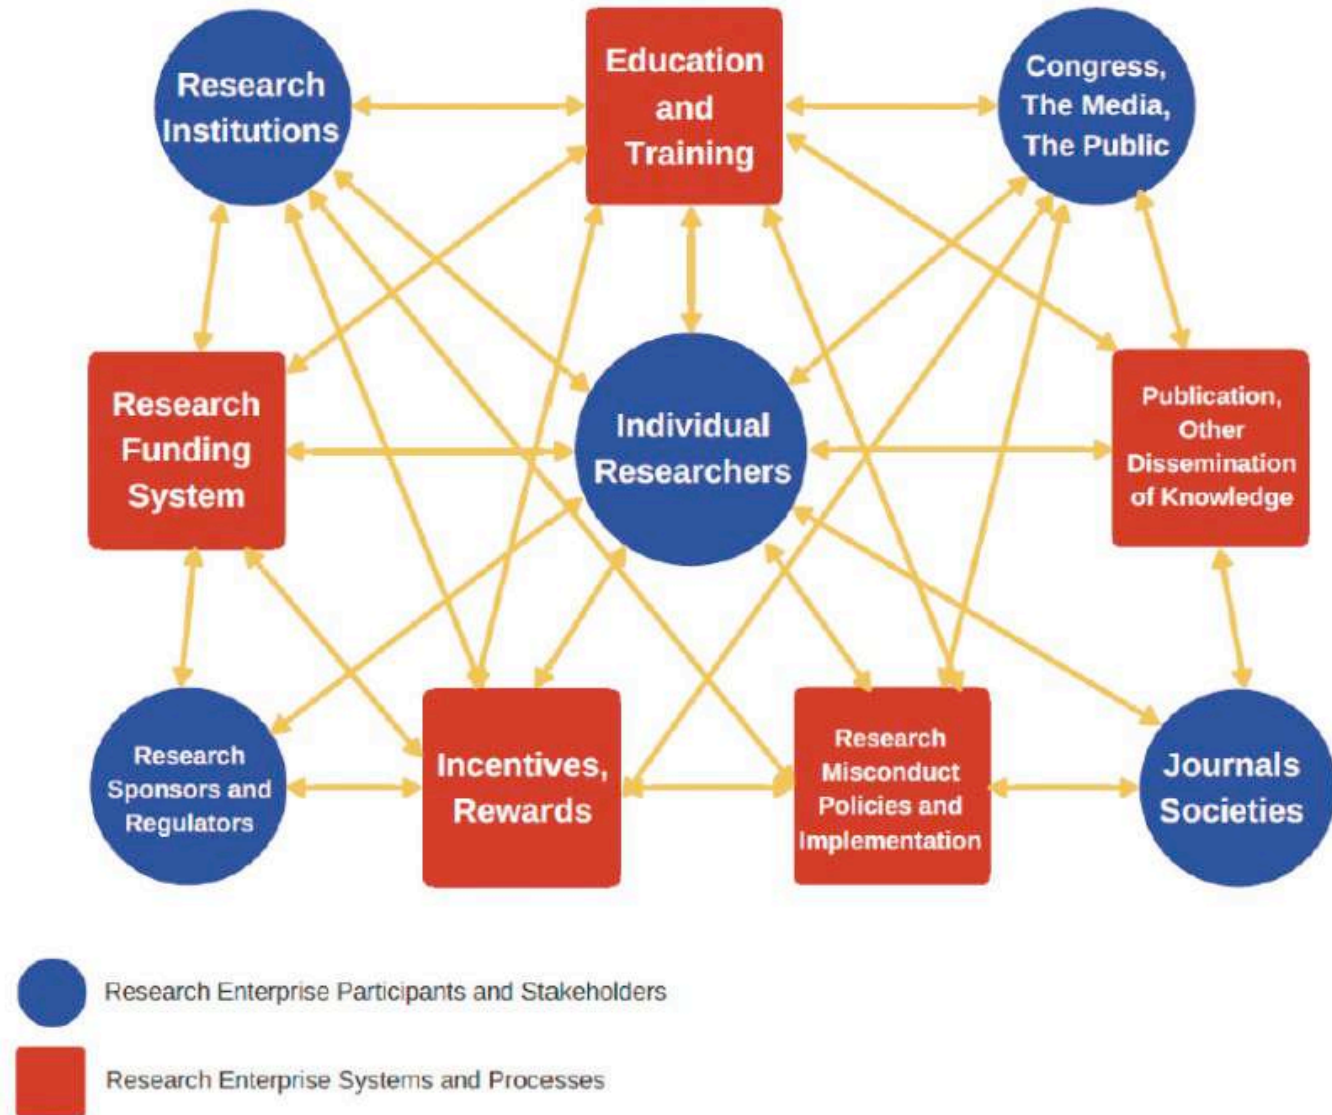 Research
Institutions
Education
and
Training
Congress,
The Media,
The Public
Research
Funding
System
Individual
Researchers
Publication,
Other
Dissemination
of Knowledge
Research
Sponsors and
Regulators
Incentives,
Rewards
Research
Misconduct
Policies and
Implementation
Journals
Societies
Research Enterprise Participants and Stakeholders
Research Enterprise Systems and Processes